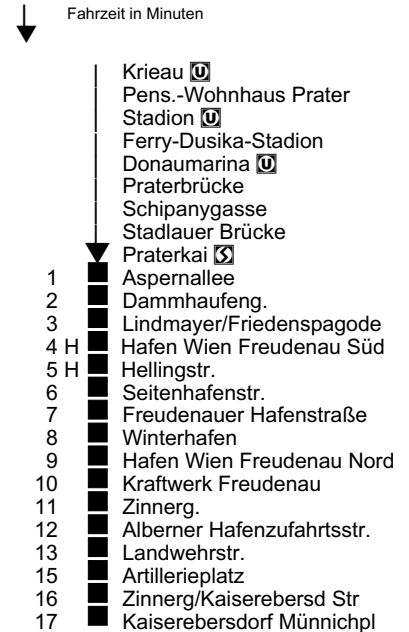 Fahrzeit in Minuten
Krieau U
Pens.-Wohnhaus Prater
Stadion U
Ferry-Dusika-Stadion
Donaumarina U
Praterbrücke
Schipanygasse
Stadlauer Brücke
Praterkai S
1 Aspernallee
2 Dammhaufeng.
3 Lindmayer/Friedenspagode
4 H Hafen Wien Freudenau Süd
5 H Hellingstr.
6 Seitenhafenstr.
7 Freudenauer Hafenstraße
8 Winterhafen
9 Hafen Wien Freudenau Nord
10 Kraftwerk Freudenau
11 Zinnerg.
12 Alberner Hafenzufahrtsstr.
13 Landwehrstr.
15 Artillerieplatz
16 Zinnerg/Kaiserebersd Str
17 Kaiserebersdorf Münnichpl